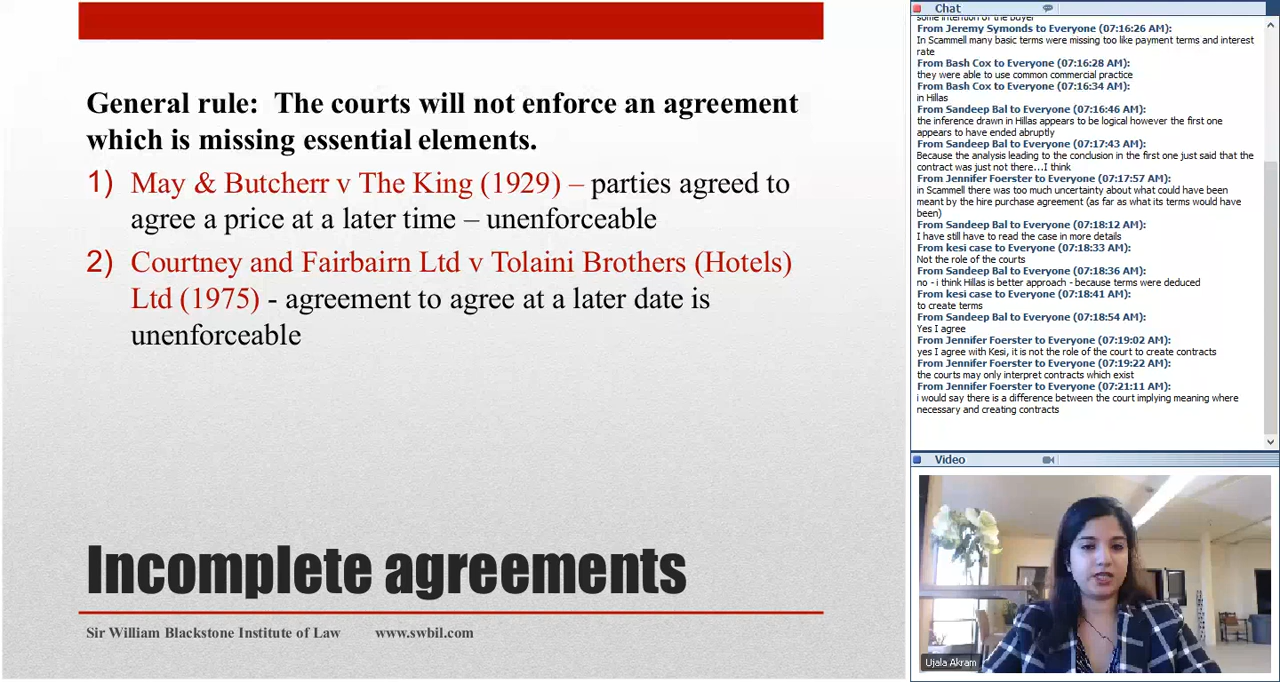 General rule:  The courts will not enforce an agreement
which is missing essential elements.
1) May & Butcherr v The King (1929) – parties agreed to
agree a price at a later time – unenforceable
2) Courtney and Fairbairn Ltd v Tolaini Brothers (Hotels)
Ltd (1975) - agreement to agree at a later date is
unenforceable
Incomplete agreements
Sir William Blackstone Institute of Law    www.swbil.com
Chat
some intention of the buyer
From Jeremy Symonds to Everyone (07:16:26 AM):
In Scammell many basic terms were missing too like payment terms and interest
rate
From Bash Cox to Everyone (07:16:28 AM):
they were able to use common commercial practice
From Bash Cox to Everyone (07:16:34 AM):
in Hillas
From Sandeep Bal to Everyone (07:16:46 AM):
the inference drawn in Hillas appears to be logical however the first one
appears to have ended abruptly
From Sandeep Bal to Everyone (07:17:43 AM):
Because the analysis leading to the conclusion in the first one just said that the
contract was just not there...I think
From Jennifer Foerster to Everyone (07:17:57 AM):
in Scammell there was too much uncertainty about what could have been
meant by the hire purchase agreement (as far as what its terms would have
been)
From Sandeep Bal to Everyone (07:18:12 AM):
I have still have to read the case in more details
From kesi case to Everyone (07:18:33 AM):
Not the role of the courts
From Sandeep Bal to Everyone (07:18:36 AM):
no - i think Hillas is better approach - because terms were deduced
From kesi case to Everyone (07:18:41 AM):
to create terms
From Sandeep Bal to Everyone (07:18:54 AM):
Yes I agree
From Jennifer Foerster to Everyone (07:19:02 AM):
yes I agree with Kesi, it is not the role of the court to create contracts
From Jennifer Foerster to Everyone (07:19:22 AM):
the courts may only interpret contracts which exist
From Jennifer Foerster to Everyone (07:21:11 AM):
i would say there is a difference between the court implying meaning where
necessary and creating contracts
Video
Ujala Akram